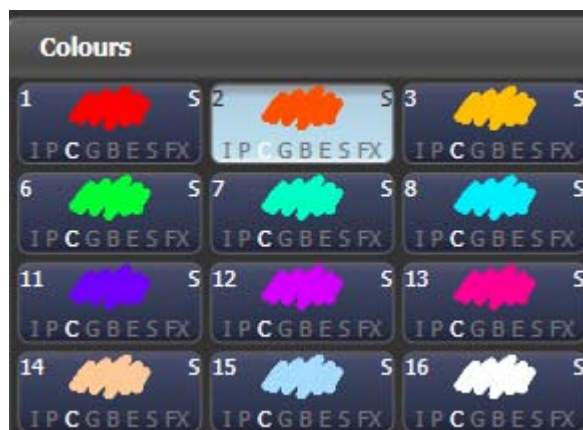 Colours
1 S 2 S 3 S
I P C G B E S FX I P C G B E S FX I P C G B E S FX
6 S 7 S 8 S
I P C G B E S FX I P C G B E S FX I P C G B E S FX
11 S 12 S 13 S
I P C G B E S FX I P C G B E S FX I P C G B E S FX
14 S 15 S 16 S
I P C G B E S FX I P C G B E S FX I P C G B E S FX